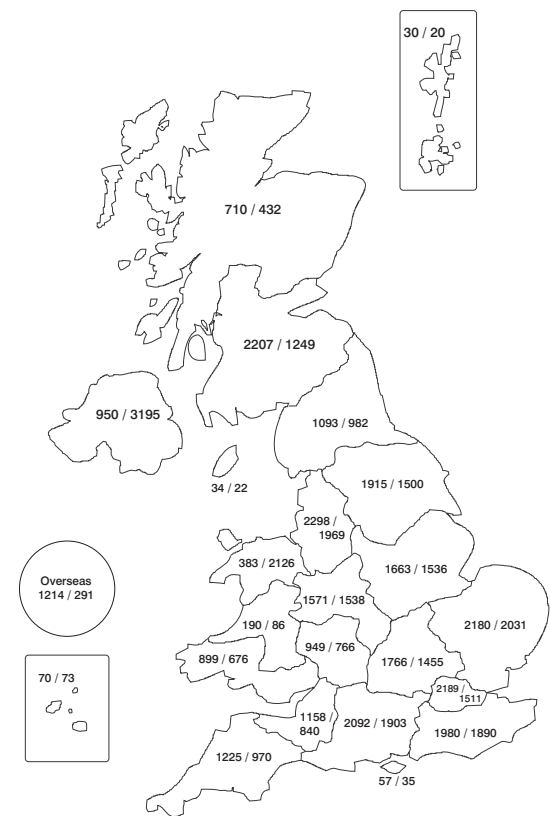 30 / 20
710 / 432
2207 / 1249
950 / 3195
1093 / 982
1915 / 1500
34 / 22
2298 /
1969
383 / 2126
1663 / 1536
Overseas
1214 / 291
1571 / 1538
190 / 86
2180 / 2031
949 / 766
899 / 676
1766 / 1455
70 / 73
2189 /
1511
1158 /
840
2092 / 1903
1980 / 1890
1225 / 970
57 / 35